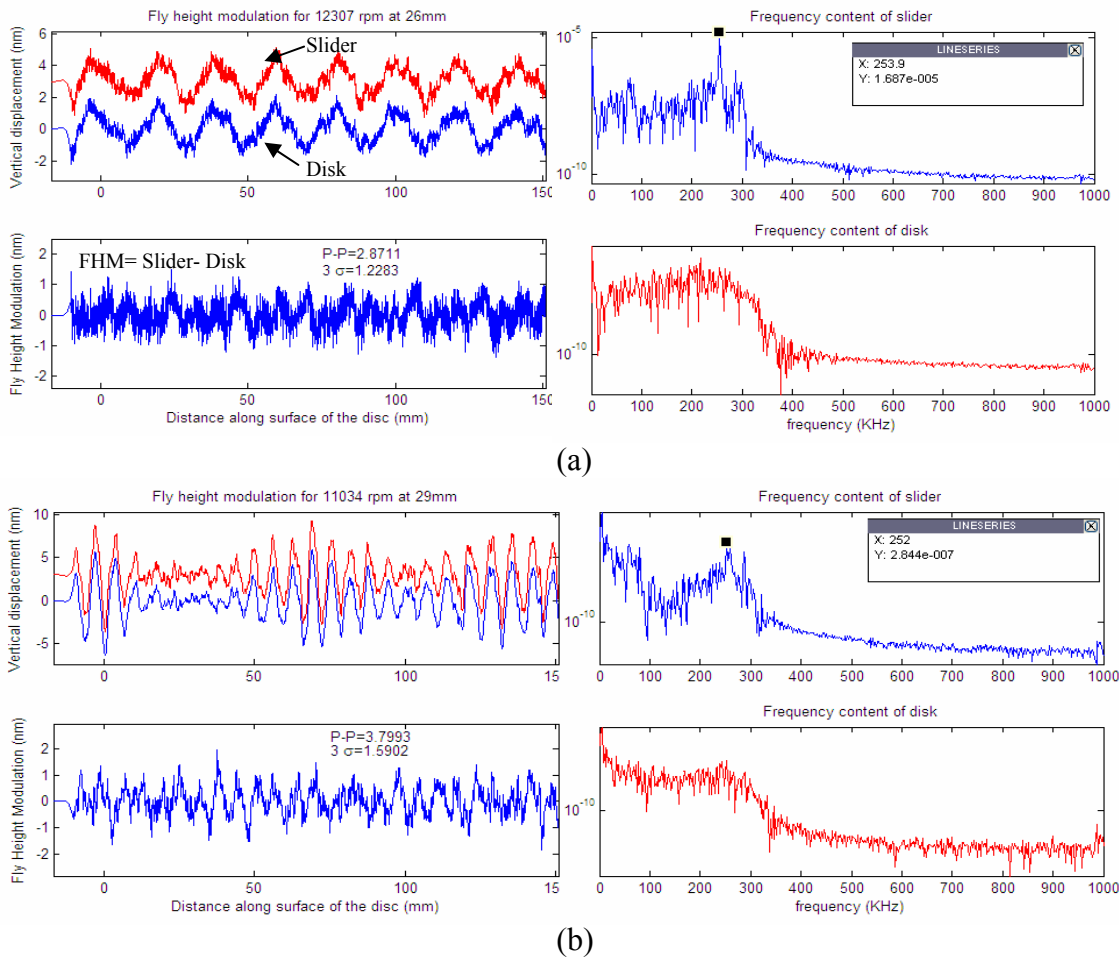 Fly height modulation for 12307 rpm at 26mm
Vertical displacement (nm)
6
4
2
0
-2
Slider
Disk
0
50
100
150
Frequency content of slider
10^-5
10^-10
LINESERIES
X: 253.9
Y: 1.687e-005
0
100
200
300
400
500
600
700
800
900
1000
Fly Height Modulation (nm)
2
1
0
-1
-2
FHM= Slider- Disk
P-P=2.8711
3 σ=1.2283
0
50
100
150
Distance along surface of the disc (mm)
Frequency content of disk
10^-10
0
100
200
300
400
500
600
700
800
900
1000
frequency (KHz)
(a)
Fly height modulation for 11034 rpm at 29mm
Vertical displacement (nm)
10
5
0
-5
0
50
100
15
Frequency content of slider
10^-10
LINESERIES
X: 252
Y: 2.844e-007
0
100
200
300
400
500
600
700
800
900
1000
Fly Height Modulation (nm)
2
1
0
-1
-2
P-P=3.7993
3 σ=1.5902
0
50
100
15
Distance along surface of the disc (mm)
Frequency content of disk
10^-10
0
100
200
300
400
500
600
700
800
900
1000
frequency (KHz)
(b)